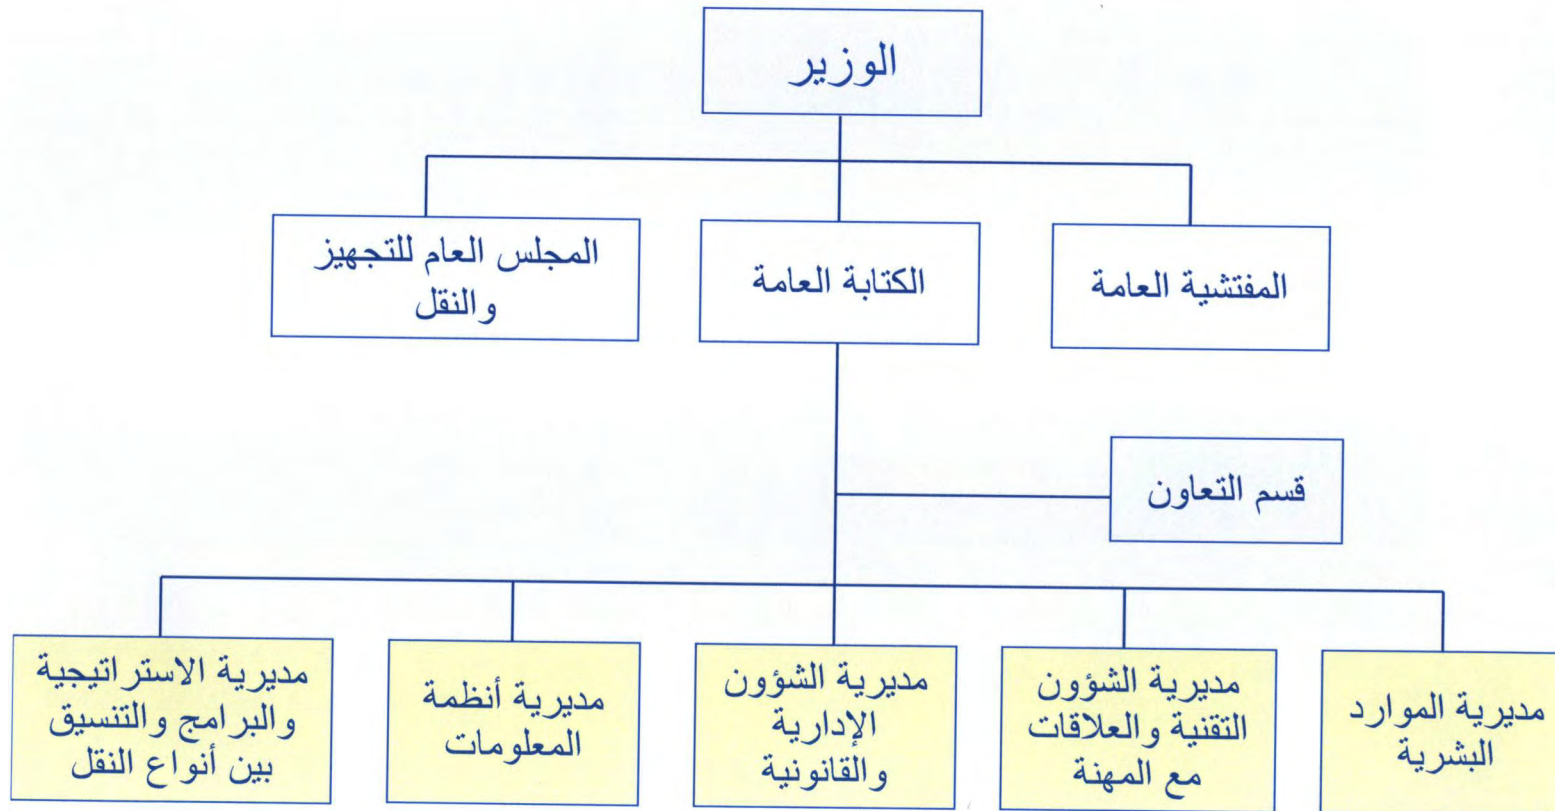 الوزير
المفتشية العامة
الكتابة العامة
المجلس العام للتجهيز
والنقل
قسم التعاون
مديرية الموارد
البشرية
مديرية الشؤون
التقنية والعلاقات
مع المهنة
مديرية الشؤون
الإدارية
والقانونية
مديرية أنظمة
المعلومات
مديرية الاستراتيجية
والبرامج والتنسيق
بين أنواع النقل